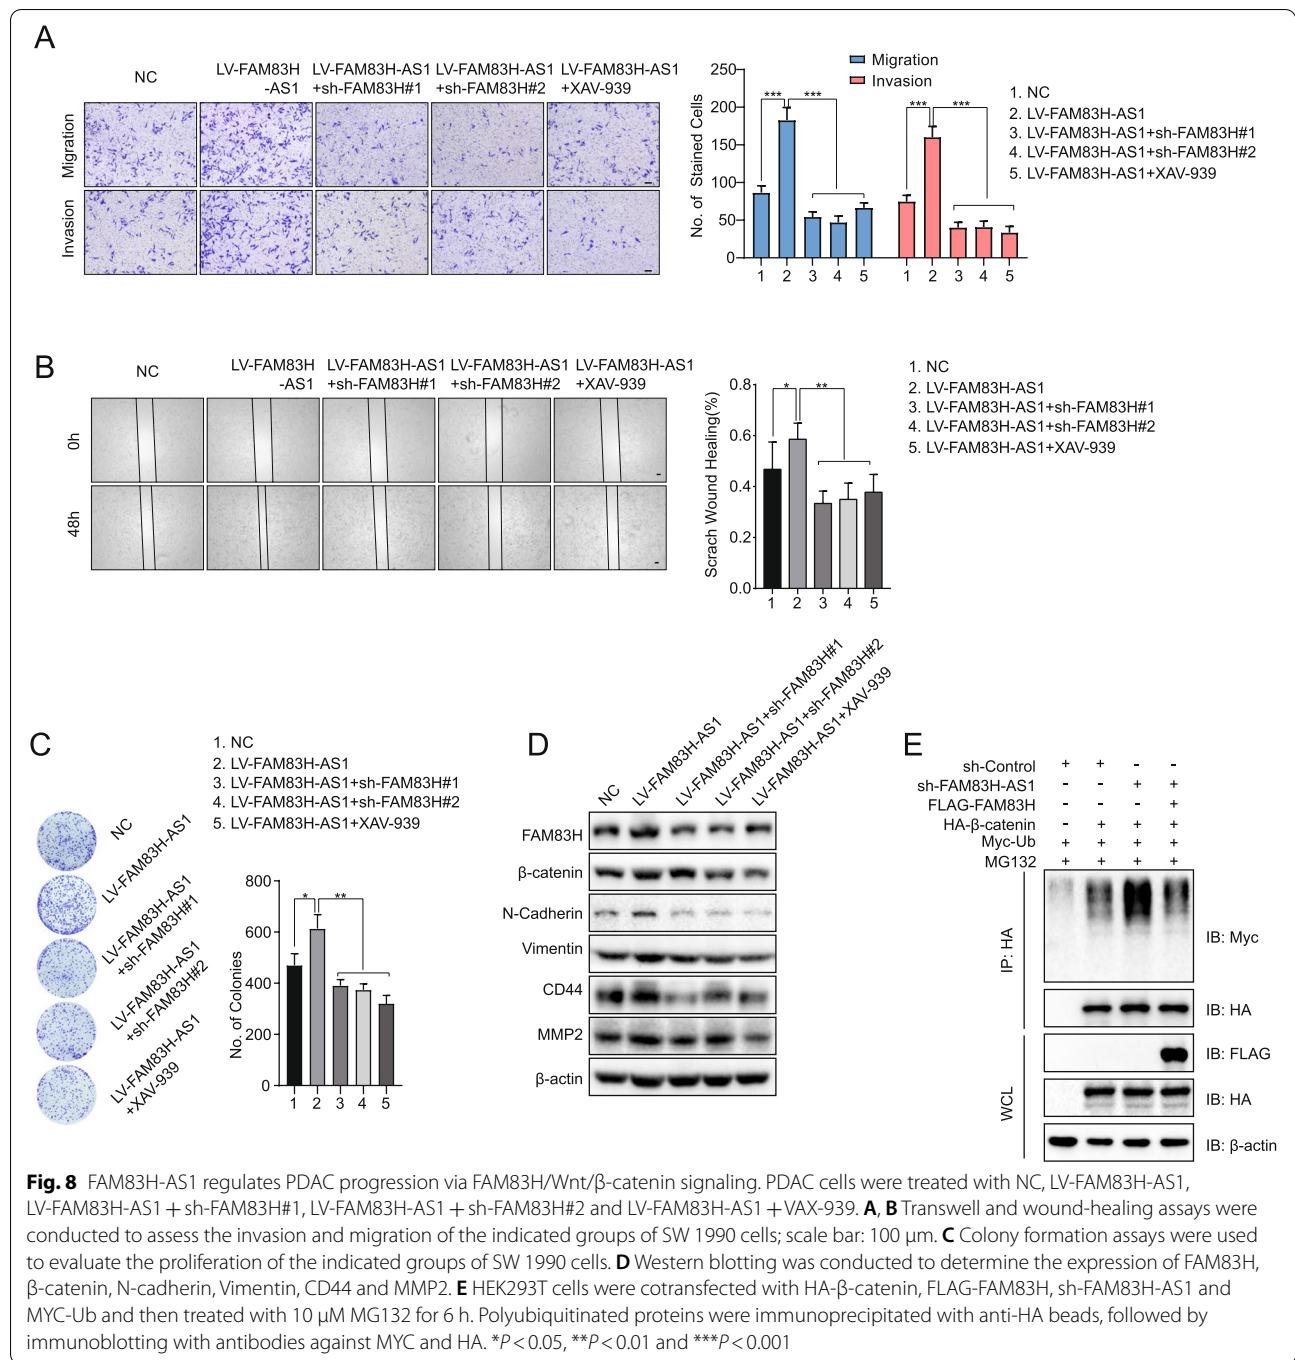 A
NC
LV-FAM83H
-AS1
LV-FAM83H-AS1
+sh-FAM83H#1
LV-FAM83H-AS1
+sh-FAM83H#2
LV-FAM83H-AS1
+XAV-939
Migration
Invasion
No. of Stained Cells
250
200
150
100
50
0
*** *** *** ***
1 2 3 4 5 1 2 3 4 5
Migration
Invasion
1. NC
2. LV-FAM83H-AS1
3. LV-FAM83H-AS1+sh-FAM83H#1
4. LV-FAM83H-AS1+sh-FAM83H#2
5. LV-FAM83H-AS1+XAV-939
B
NC
LV-FAM83H
-AS1
LV-FAM83H-AS1
+sh-FAM83H#1
LV-FAM83H-AS1
+sh-FAM83H#2
LV-FAM83H-AS1
+XAV-939
0h
48h
Scrach Wound Healing(%)
0.8
0.6
0.4
0.2
0.0
* **
1 2 3 4 5
1. NC
2. LV-FAM83H-AS1
3. LV-FAM83H-AS1+sh-FAM83H#1
4. LV-FAM83H-AS1+sh-FAM83H#2
5. LV-FAM83H-AS1+XAV-939
C
NC
LV-FAM83H-AS1
LV-FAM83H-AS1
+sh-FAM83H#1
LV-FAM83H-AS1
+sh-FAM83H#2
LV-FAM83H-AS1
+XAV-939
1. NC
2. LV-FAM83H-AS1
3. LV-FAM83H-AS1+sh-FAM83H#1
4. LV-FAM83H-AS1+sh-FAM83H#2
5. LV-FAM83H-AS1+XAV-939
No. of Colonies
800
600
400
200
0
* **
1 2 3 4 5
D
NC
LV-FAM83H-AS1
LV-FAM83H-AS1+sh-FAM83H#1
LV-FAM83H-AS1+sh-FAM83H#2
LV-FAM83H-AS1+XAV-939
FAM83H
β-catenin
N-Cadherin
Vimentin
CD44
MMP2
β-actin
E
sh-Control + + - -
sh-FAM83H-AS1 - - + +
FLAG-FAM83H - - - +
HA-β-catenin - + + +
Myc-Ub + + + +
MG132 + + + +
IP: HA
IB: Myc
IB: HA
WCL
IB: FLAG
IB: HA
IB: β-actin
Fig. 8 FAM83H-AS1 regulates PDAC progression via FAM83H/Wnt/β-catenin signaling. PDAC cells were treated with NC, LV-FAM83H-AS1,
LV-FAM83H-AS1 + sh-FAM83H#1, LV-FAM83H-AS1 + sh-FAM83H#2 and LV-FAM83H-AS1 + VAX-939. A, B Transwell and wound-healing assays were
conducted to assess the invasion and migration of the indicated groups of SW 1990 cells; scale bar: 100 μm. C Colony formation assays were used
to evaluate the proliferation of the indicated groups of SW 1990 cells. D Western blotting was conducted to determine the expression of FAM83H,
β-catenin, N-cadherin, Vimentin, CD44 and MMP2. E HEK293T cells were cotransfected with HA-β-catenin, FLAG-FAM83H, sh-FAM83H-AS1 and
MYC-Ub and then treated with 10 μM MG132 for 6 h. Polyubiquitinated proteins were immunoprecipitated with anti-HA beads, followed by
immunoblotting with antibodies against MYC and HA. *P < 0.05, **P < 0.01 and ***P < 0.001